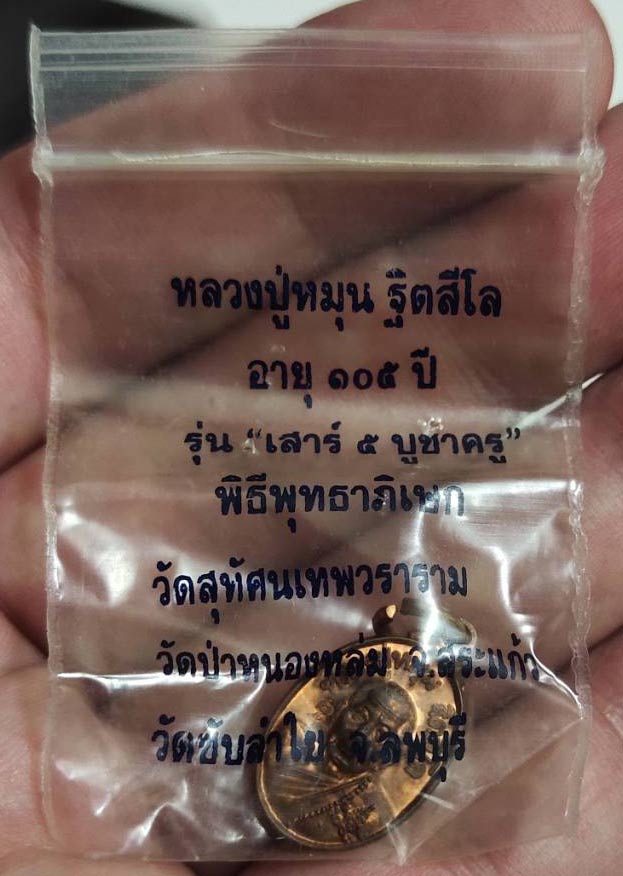 หลวงปู่หมุน ฐิตสีโล
อายุ ๑๐๕ ปี
รุ่น “เสาร์ ๕ บูชาครู”
พิธีพุทธาภิเษก
วัดสุทัศนเทพวราราม
วัดป่าหนองหล่ม จ.สระแก้ว
วัดซับลำใย จ.ลพบุรี